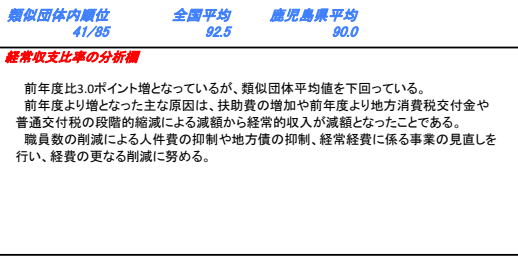 類似団体内順位 全国平均 鹿児島県平均
41/85 92.5 90.0
経常収支比率の分析欄
前年度比3.0ポイント増となっているが、類似団体平均値を下回っている。
前年度より増となった主な原因は、扶助費の増加や前年度より地方消費税交付金や
普通交付税の段階的縮減による減額から経常的収入が減額となったことである。
職員数の削減による人件費の抑制や地方債の抑制、経常経費に係る事業の見直しを
行い、経費の更なる削減に努める。